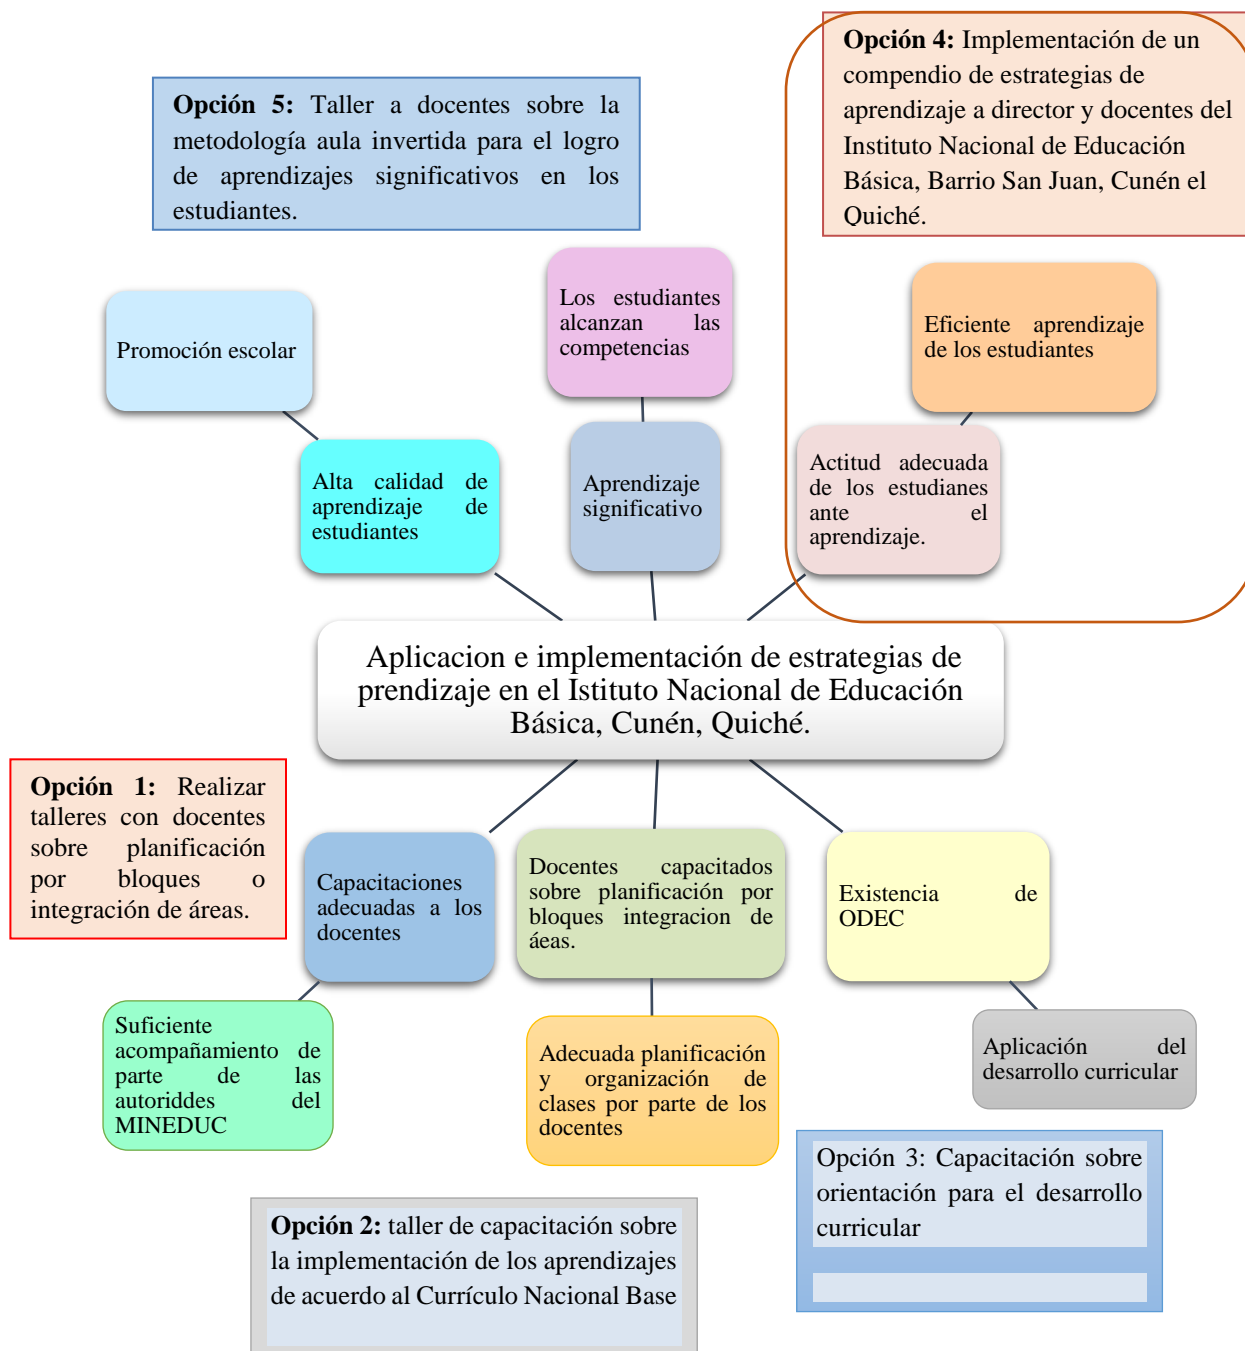 Opción 4: Implementación de un
compendio de estrategias de
aprendizaje a director y docentes del
Instituto Nacional de Educación
Básica, Barrio San Juan, Cunén el
Quiché.
Opción 5: Taller a docentes sobre la
metodología aula invertida para el logro
de aprendizajes significativos en los
estudiantes.
Promoción escolar
Los estudiantes
alcanzan las
competencias
Eficiente aprendizaje
de los estudiantes
Alta calidad de
aprendizaje de
estudiantes
Aprendizaje
significativo
Actitud adecuada
de los estudianes
ante el
aprendizaje.
Aplicacion e implementación de estrategias de
prendizaje en el Istituto Nacional de Educación
Básica, Cunén, Quiché.
Opción 1: Realizar
talleres con docentes
sobre planificación
por bloques o
integración de áreas.
Capacitaciones
adecuadas a los
docentes
Docentes capacitados
sobre planificación por
bloques integracion de
áeas.
Existencia de
ODEC
Suficiente
acompañamiento de
parte de las
autoriddes del
MINEDUC
Adecuada planificación
y organización de
clases por parte de los
docentes
Aplicación del
desarrollo curricular
Opción 3: Capacitación sobre
orientación para el desarrollo
curricular
Opción 2: taller de capacitación sobre
la implementación de los aprendizajes
de acuerdo al Currículo Nacional Base